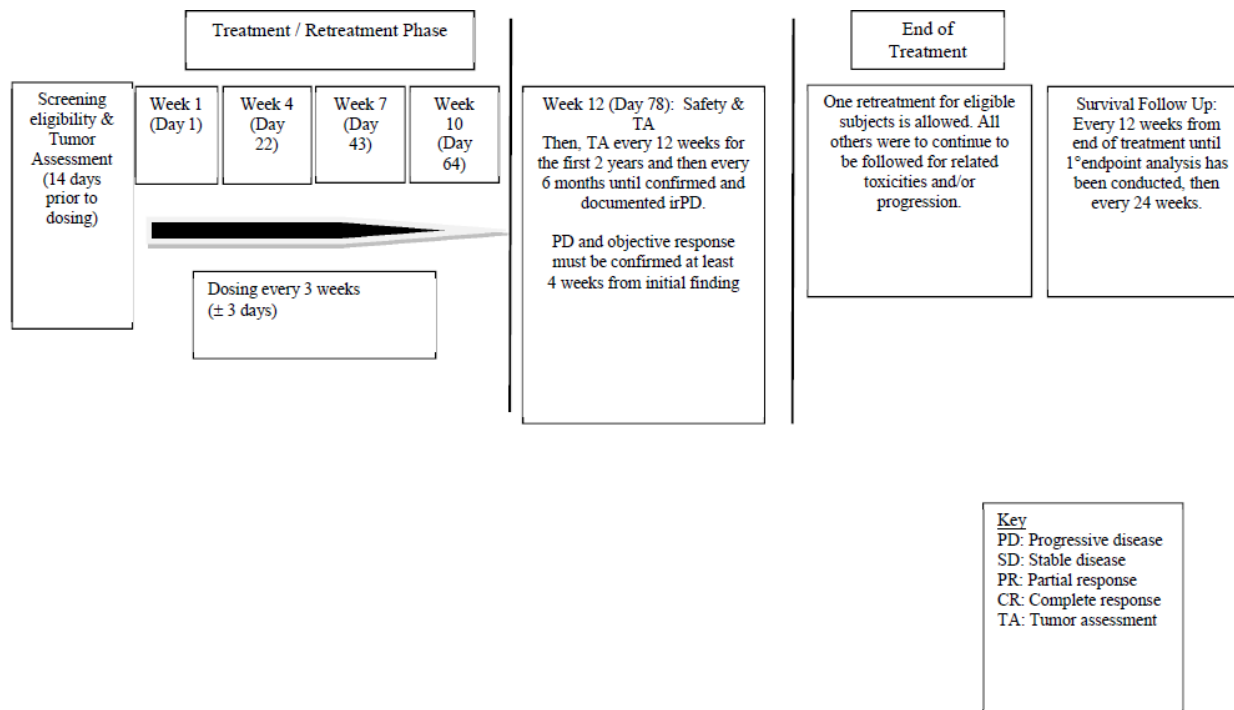 Treatment / Retreatment Phase
End of
Treatment
Screening
eligibility &
Tumor
Assessment
(14 days
prior to
dosing)
Week 1
(Day 1)
Week 4
(Day
22)
Week 7
(Day
43)
Week
10
(Day
64)
Dosing every 3 weeks
(± 3 days)
Week 12 (Day 78): Safety &
TA
Then, TA every 12 weeks for
the first 2 years and then every
6 months until confirmed and
documented irPD.
PD and objective response
must be confirmed at least
4 weeks from initial finding
One retreatment for eligible
subjects is allowed. All
others were to continue to
be followed for related
toxicities and/or
progression.
Survival Follow Up:
Every 12 weeks from
end of treatment until
1°endpoint analysis has
been conducted, then
every 24 weeks.
Key
PD: Progressive disease
SD: Stable disease
PR: Partial response
CR: Complete response
TA: Tumor assessment